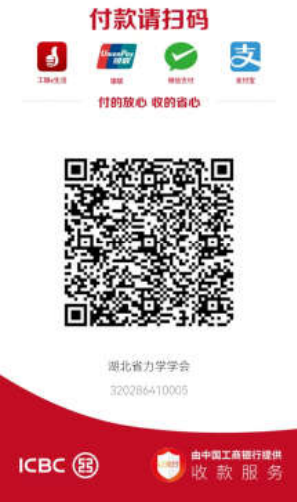 付款请扫码
工银e生活
UnionPay
银联
微信支付
支付宝
付的放心 收的省心
湖北省力学学会
320286410005
ICBC
由中国工商银行提供
收款服务